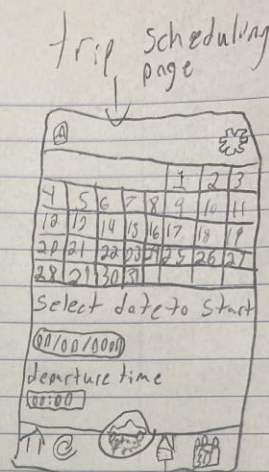 trip scheduling
page
1 2 3
4 5 6 7 8 9 10 11
12 13 14 15 16 17 18 19
20 21 22 23 24 25 26 27
28 29 30 31
Select date to start
00/00/0000
departure time
00:00